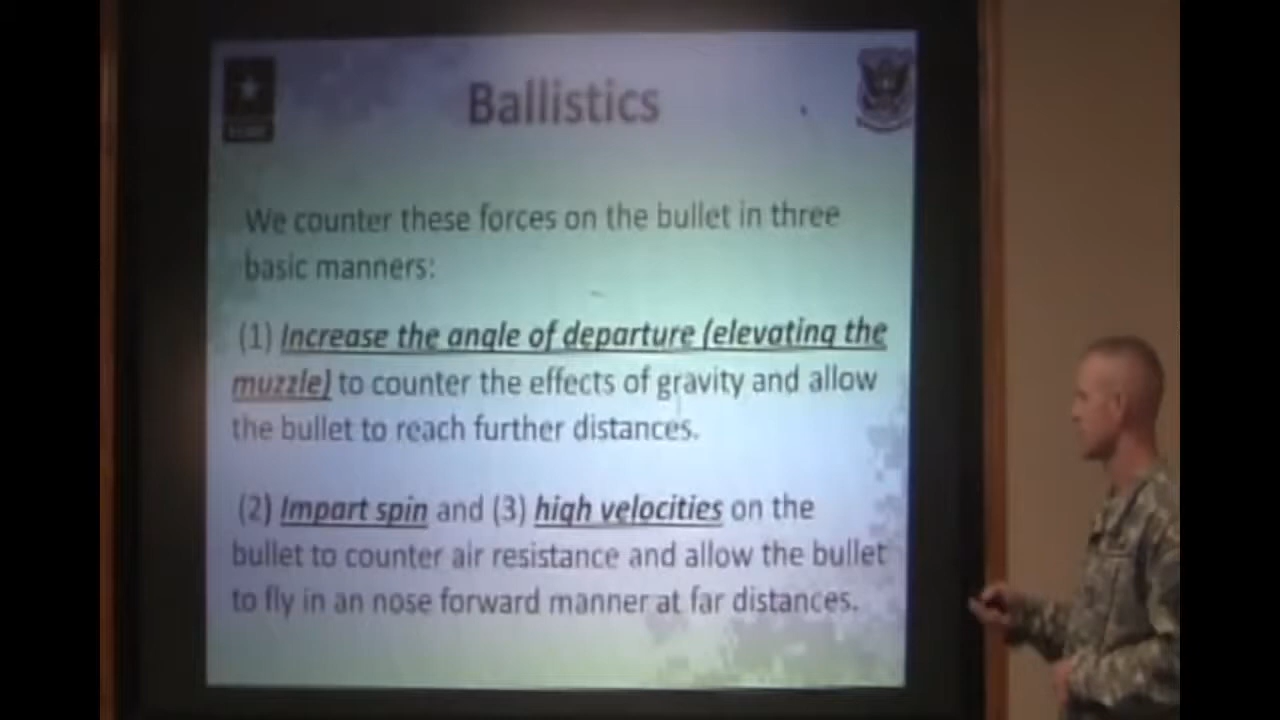 Ballistics
We counter these forces on the bullet in three
basic manners:
(1) Increase the angle of departure (elevating the
muzzle) to counter the effects of gravity and allow
the bullet to reach further distances.
(2) Impart spin and (3) high velocities on the
bullet to counter air resistance and allow the bullet
to fly in an nose forward manner at far distances.